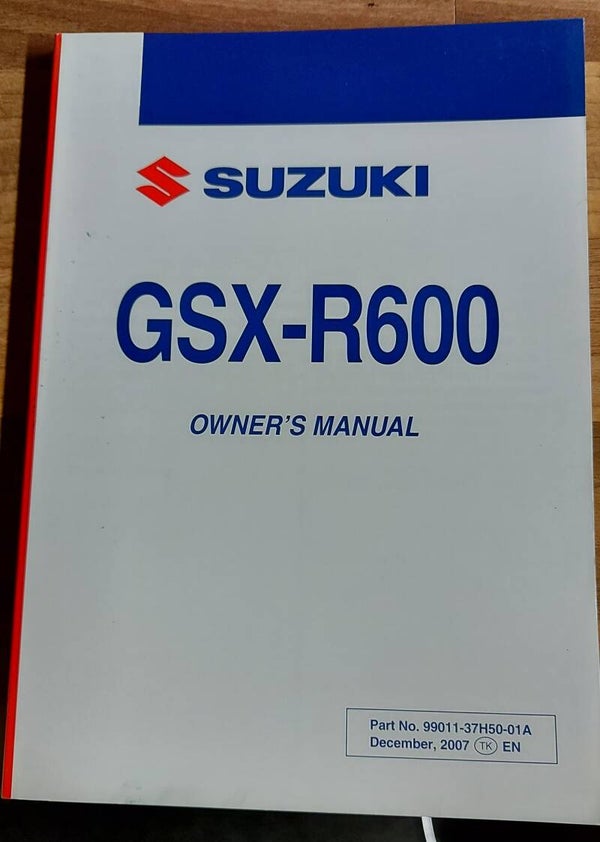 SUZUKI
GSX-R600
OWNER'S MANUAL
Part No. 99011-37H50-01A
December, 2007 TK EN